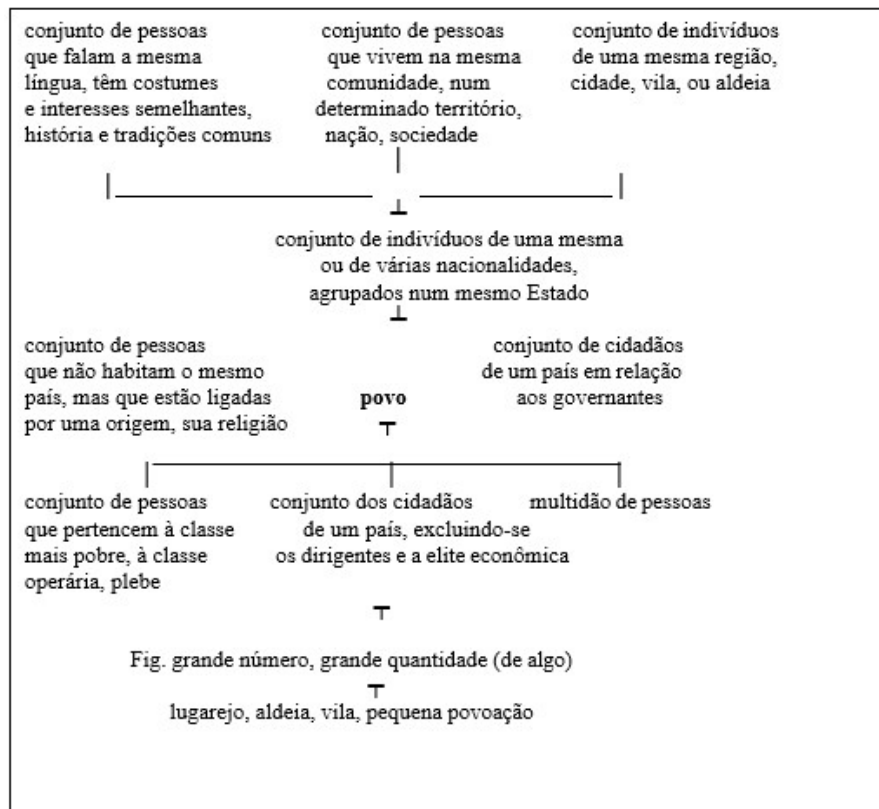 conjunto de pessoas
que falam a mesma
língua, têm costumes
e interesses semelhantes,
história e tradições comuns
conjunto de pessoas
que vivem na mesma
comunidade, num
determinado território,
nação, sociedade
conjunto de indivíduos
de uma mesma região,
cidade, vila, ou aldeia
conjunto de indivíduos de uma mesma
ou de várias nacionalidades,
agrupados num mesmo Estado
conjunto de pessoas
que não habitam o mesmo
país, mas que estão ligadas
por uma origem, sua religião
povo
conjunto de cidadãos
de um país em relação
aos governantes
conjunto de pessoas
que pertencem à classe
mais pobre, à classe
operária, plebe
conjunto dos cidadãos
de um país, excluindo-se
os dirigentes e a elite econômica
multidão de pessoas
Fig. grande número, grande quantidade (de algo)
lugarejo, aldeia, vila, pequena povoação